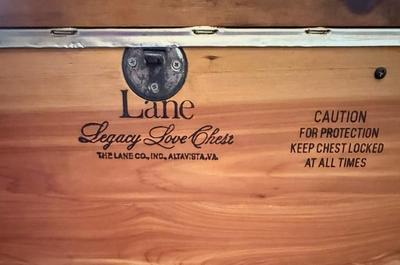 Lane
Legacy Love Chest
THE LANE CO., INC., ALTAVISTA, VA.
CAUTION
FOR PROTECTION
KEEP CHEST LOCKED
AT ALL TIMES